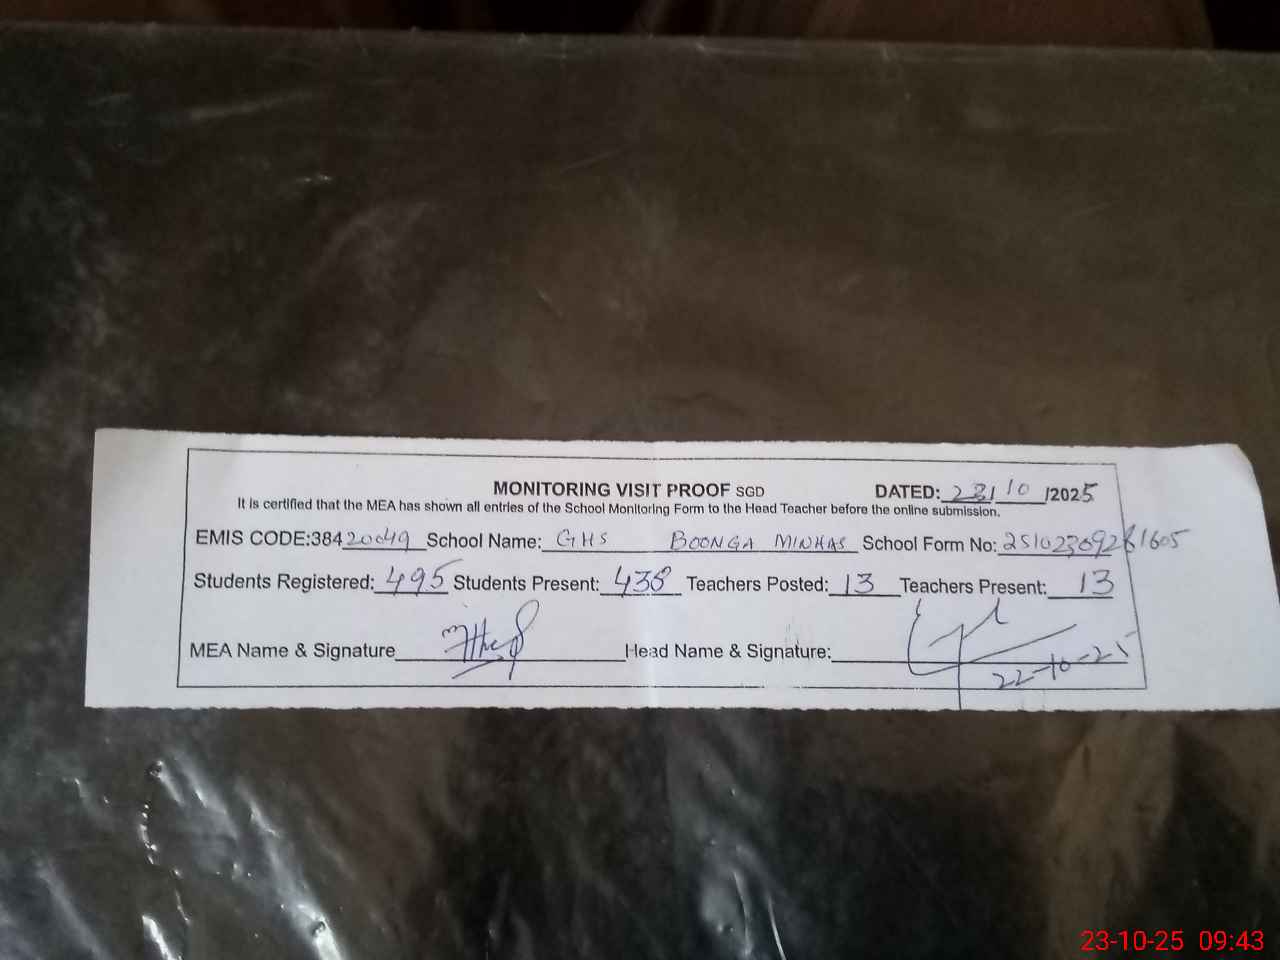 MONITORING VISIT PROOF SGD DATED: 23/10/2025
It is certified that the MEA has shown all entries of the School Monitoring Form to the Head Teacher before the online submission.
EMIS CODE:38420049 School Name: GHS BOONGA MINHAS School Form No:
Students Registered: 495 Students Present: 438 Teachers Posted: 13 Teachers Present: 13
MEA Name & Signature Head Name & Signature:
22-10-25
23-10-25 09:43